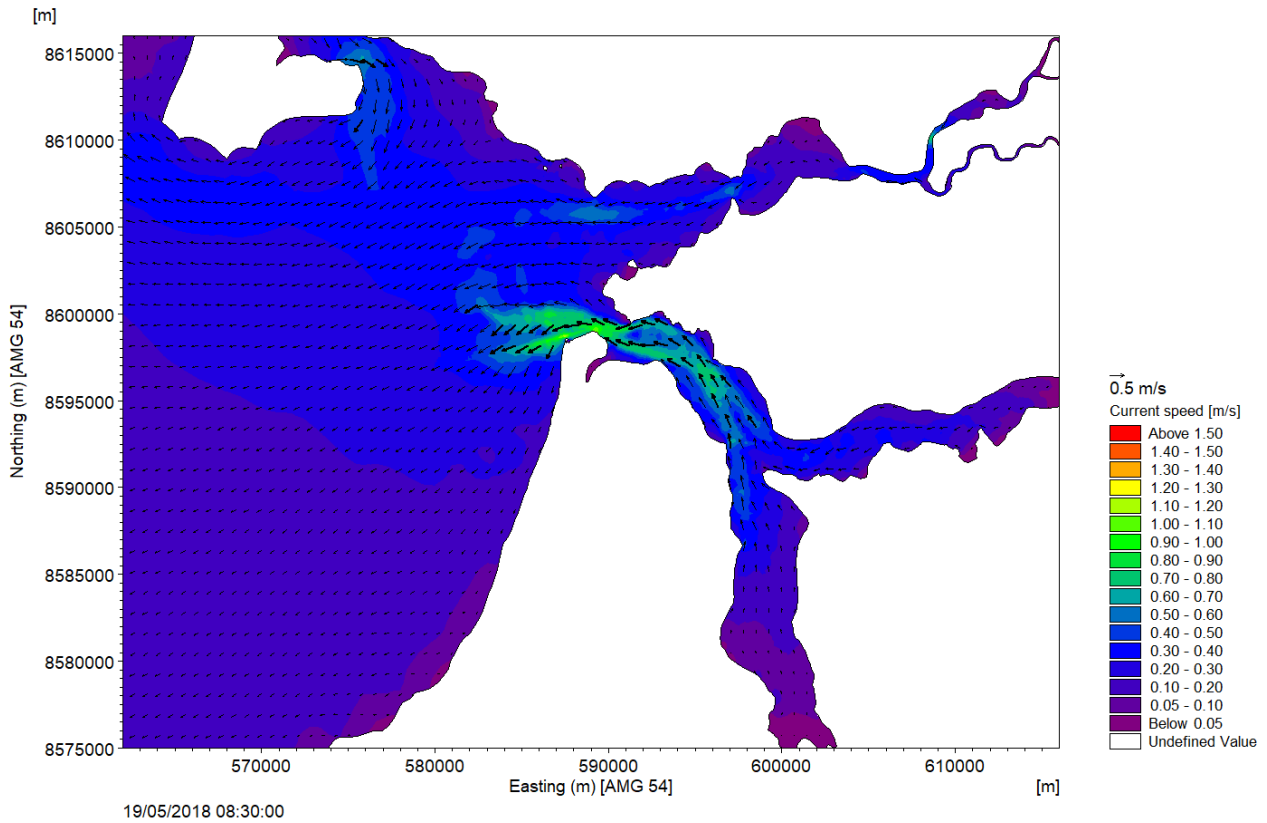 [m]
8615000
8610000
8605000
8600000
8595000
8590000
8585000
8580000
8575000
Northing (m) [AMG 54]
570000 580000 590000 600000 610000
Easting (m) [AMG 54] [m]
19/05/2018 08:30:00
0.5 m/s
Current speed [m/s]
Above 1.50
1.40 - 1.50
1.30 - 1.40
1.20 - 1.30
1.10 - 1.20
1.00 - 1.10
0.90 - 1.00
0.80 - 0.90
0.70 - 0.80
0.60 - 0.70
0.50 - 0.60
0.40 - 0.50
0.30 - 0.40
0.20 - 0.30
0.10 - 0.20
0.05 - 0.10
Below 0.05
Undefined Value